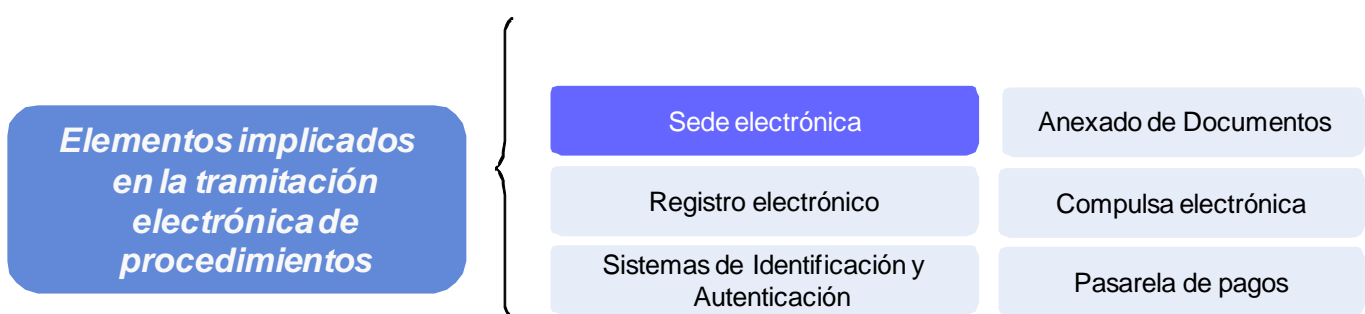 Elementos implicados
en la tramitación
electrónica de
procedimientos
Sede electrónica
Anexado de Documentos
Registro electrónico
Compulsa electrónica
Sistemas de Identificación y
Autenticación
Pasarela de pagos